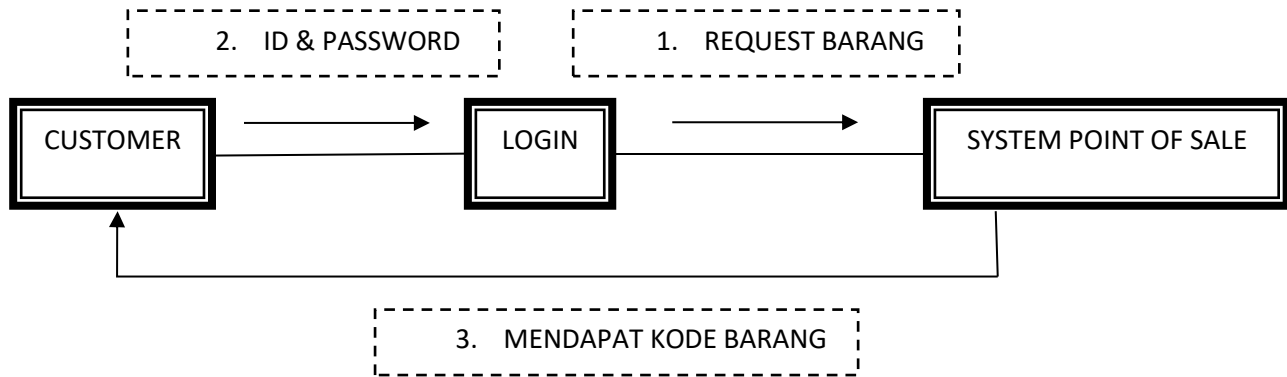 2. ID & PASSWORD
1. REQUEST BARANG
CUSTOMER
LOGIN
SYSTEM POINT OF SALE
3. MENDAPAT KODE BARANG